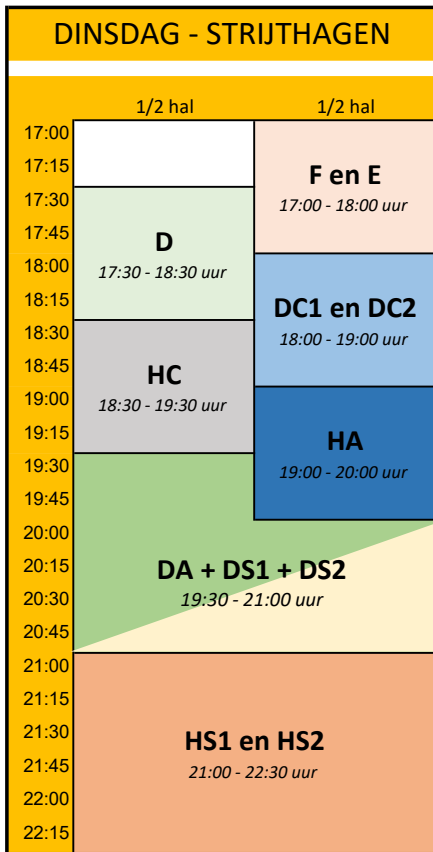 DINSDAG - STRIJTHAGEN
1/2 hal
1/2 hal
17:00
17:15
17:30
17:45
18:00
18:15
18:30
18:45
19:00
19:15
19:30
19:45
20:00
20:15
20:30
20:45
21:00
21:15
21:30
21:45
22:00
22:15
F en E
17:00 - 18:00 uur
D
17:30 - 18:30 uur
DC1 en DC2
18:00 - 19:00 uur
HC
18:30 - 19:30 uur
HA
19:00 - 20:00 uur
DA + DS1 + DS2
19:30 - 21:00 uur
HS1 en HS2
21:00 - 22:30 uur